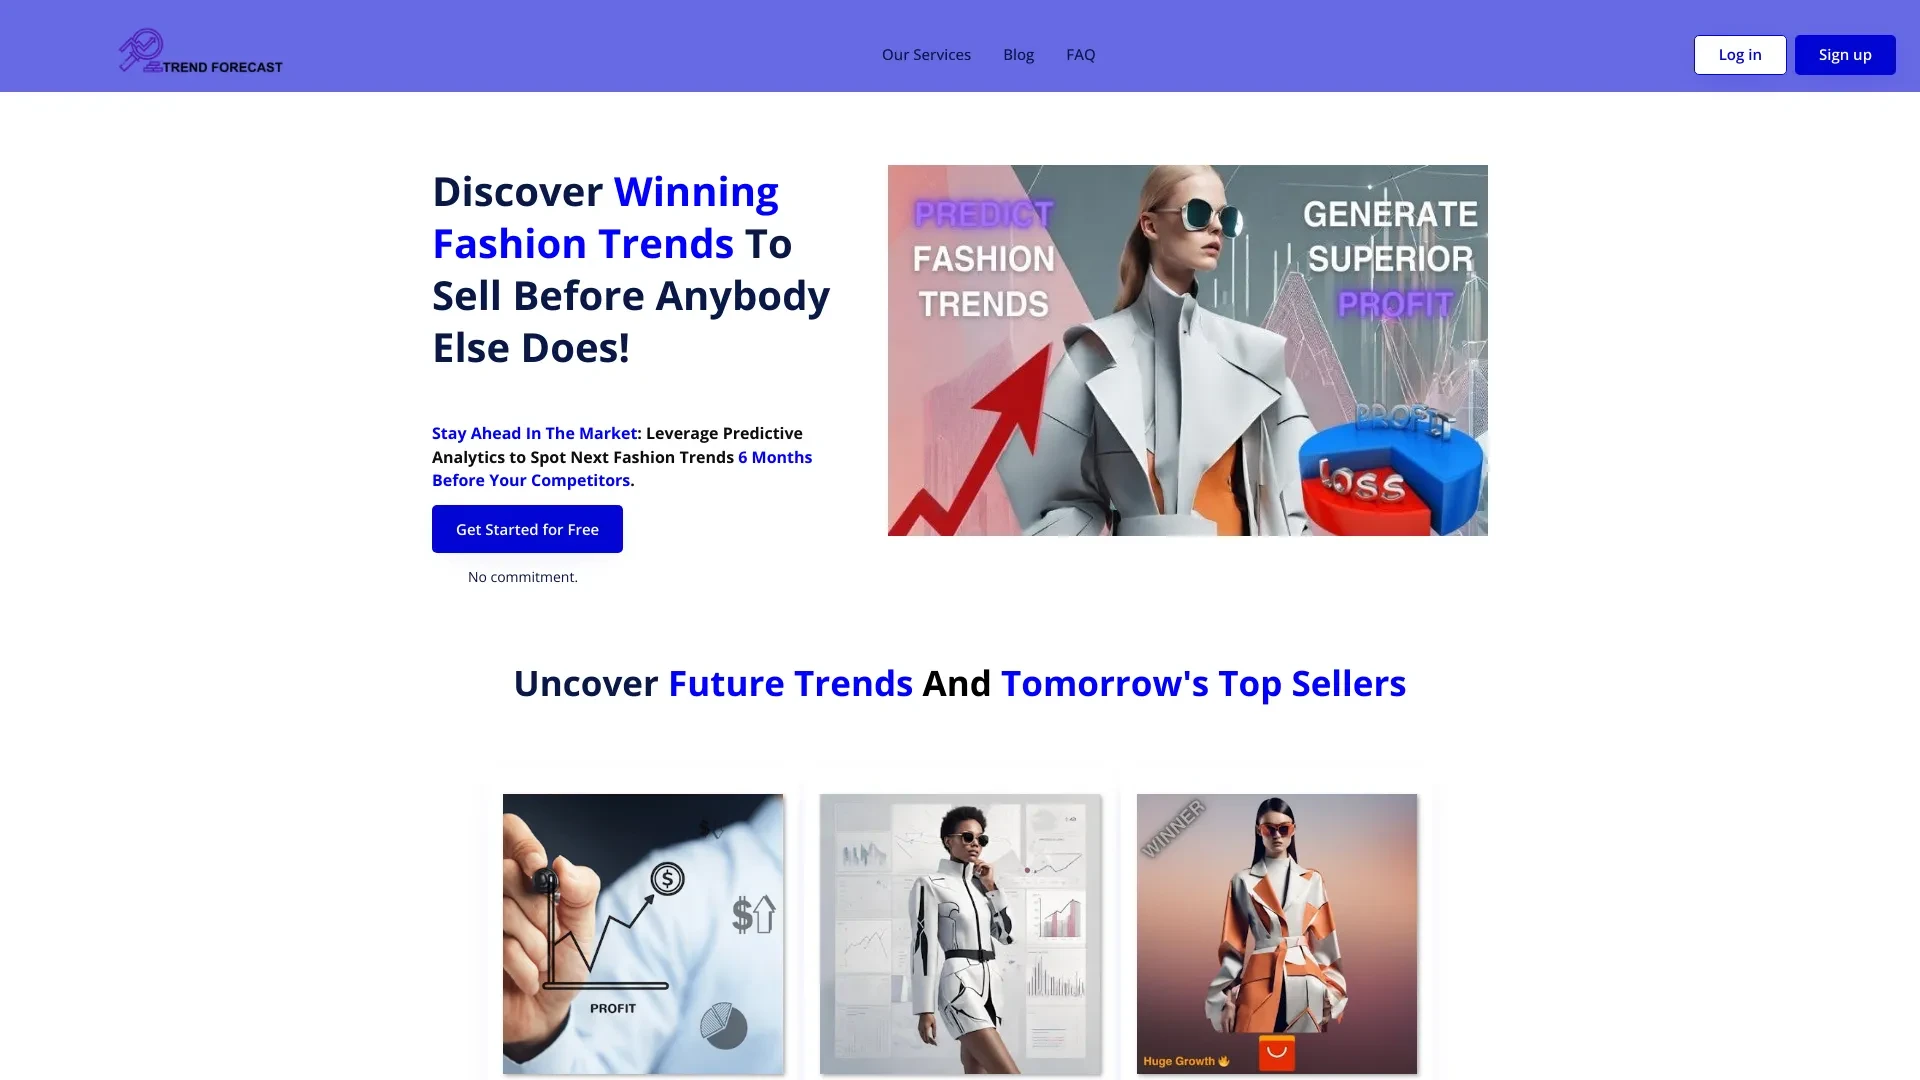 TREND FORECAST
Our Services
Blog
FAQ
Log in
Sign up
Discover Winning
Fashion Trends To
Sell Before Anybody
Else Does!
Stay Ahead In The Market: Leverage Predictive
Analytics to Spot Next Fashion Trends 6 Months
Before Your Competitors.
Get Started for Free
No commitment.
PREDICT
FASHION
TRENDS
GENERATE
SUPERIOR
PROFIT
PROFIT
LOSS
Uncover Future Trends And Tomorrow's Top Sellers
$
$
$
PROFIT
WINNER
Huge Growth 🔥